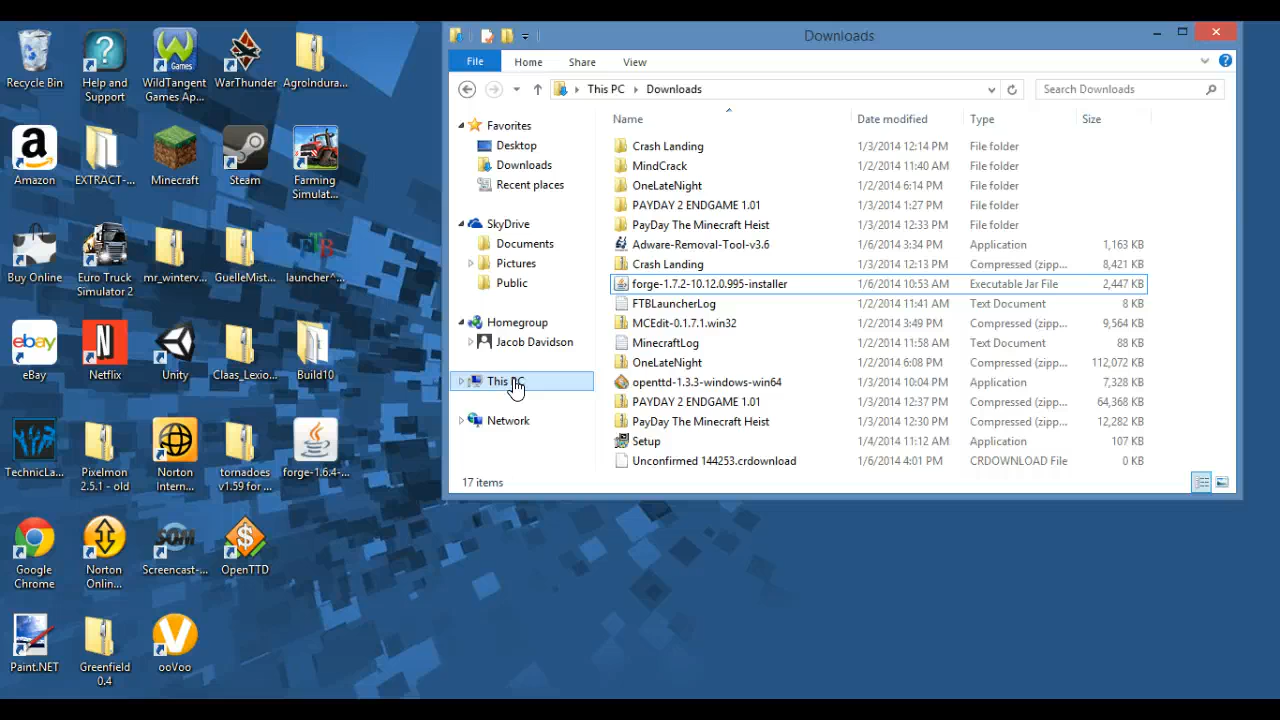 Recycle Bin
Help and
Support
WildTangent
Games Ap...
WarThunder
AgroIndura...
Amazon
EXTRACT-...
Minecraft
Steam
Farming
Simulat...
Buy Online
Euro Truck
Simulator 2
mr_winterv...
GuelleMist...
launcher^...
eBay
Netflix
Unity
Claas_Lexio...
Build10
TechnicLa...
Pixelmon
2.5.1 - old
Norton
Intern...
tornadoes
v1.59 for ...
forge-1.6.4-...
Google
Chrome
Norton
Onlin...
Screencast-...
OpenTTD
Paint.NET
Greenfield
0.4
ooVoo
Downloads
File Home Share View
This PC Downloads
Search Downloads
Favorites
Desktop
Downloads
Recent places
SkyDrive
Documents
Pictures
Public
Homegroup
Jacob Davidson
This PC
Network
Name Date modified Type Size
Crash Landing 1/3/2014 12:14 PM File folder
MindCrack 1/2/2014 11:40 AM File folder
OneLateNight 1/2/2014 6:14 PM File folder
PAYDAY 2 ENDGAME 1.01 1/3/2014 1:27 PM File folder
PayDay The Minecraft Heist 1/3/2014 12:33 PM File folder
Adware-Removal-Tool-v3.6 1/6/2014 3:34 PM Application 1,163 KB
Crash Landing 1/3/2014 12:13 PM Compressed (zipp... 8,421 KB
forge-1.7.2-10.12.0.995-installer 1/6/2014 10:53 AM Executable Jar File 2,447 KB
FTBLauncherLog 1/2/2014 11:41 AM Text Document 8 KB
MCEdit-0.1.7.1.win32 1/2/2014 3:49 PM Compressed (zipp... 9,564 KB
MinecraftLog 1/2/2014 11:58 AM Text Document 88 KB
OneLateNight 1/2/2014 6:08 PM Compressed (zipp... 112,072 KB
openttd-1.3.3-windows-win64 1/3/2014 10:04 PM Application 7,328 KB
PAYDAY 2 ENDGAME 1.01 1/3/2014 12:37 PM Compressed (zipp... 64,368 KB
PayDay The Minecraft Heist 1/3/2014 12:30 PM Compressed (zipp... 12,282 KB
Setup 1/4/2014 11:12 AM Application 107 KB
Unconfirmed 144253.crdownload 1/6/2014 4:01 PM CRDOWNLOAD File 0 KB
17 items